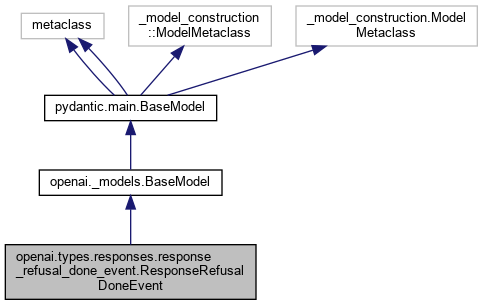 metaclass
_model_construction
::ModelMetaclass
_model_construction.Model
Metaclass
pydantic.main.BaseModel
openai._models.BaseModel
openai.types.responses.response
_refusal_done_event.ResponseRefusal
DoneEvent